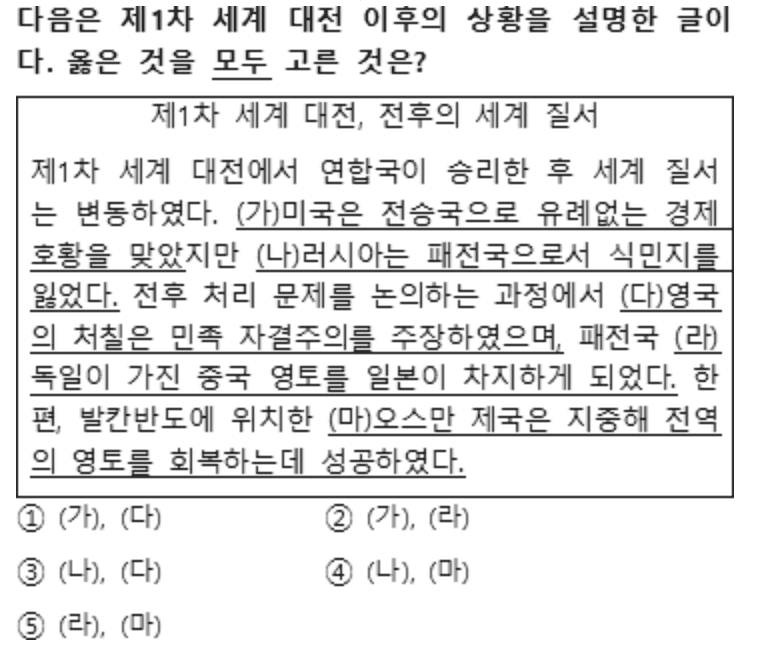 다음은 제1차 세계 대전 이후의 상황을 설명한 글이
다. 옳은 것을 모두 고른 것은?
제1차 세계 대전, 전후의 세계 질서
제1차 세계 대전에서 연합국이 승리한 후 세계 질서
는 변동하였다. (가)미국은 전승국으로 유례없는 경제
호황을 맞았지만 (나)러시아는 패전국으로서 식민지를
잃었다. 전후 처리 문제를 논의하는 과정에서 (다)영국
의 처칠은 민족 자결주의를 주장하였으며, 패전국 (라)
독일이 가진 중국 영토를 일본이 차지하게 되었다. 한
편, 발칸반도에 위치한 (마)오스만 제국은 지중해 전역
의 영토를 회복하는데 성공하였다.
① (가), (다) ② (가), (라)
③ (나), (다) ④ (나), (마)
⑤ (라), (마)